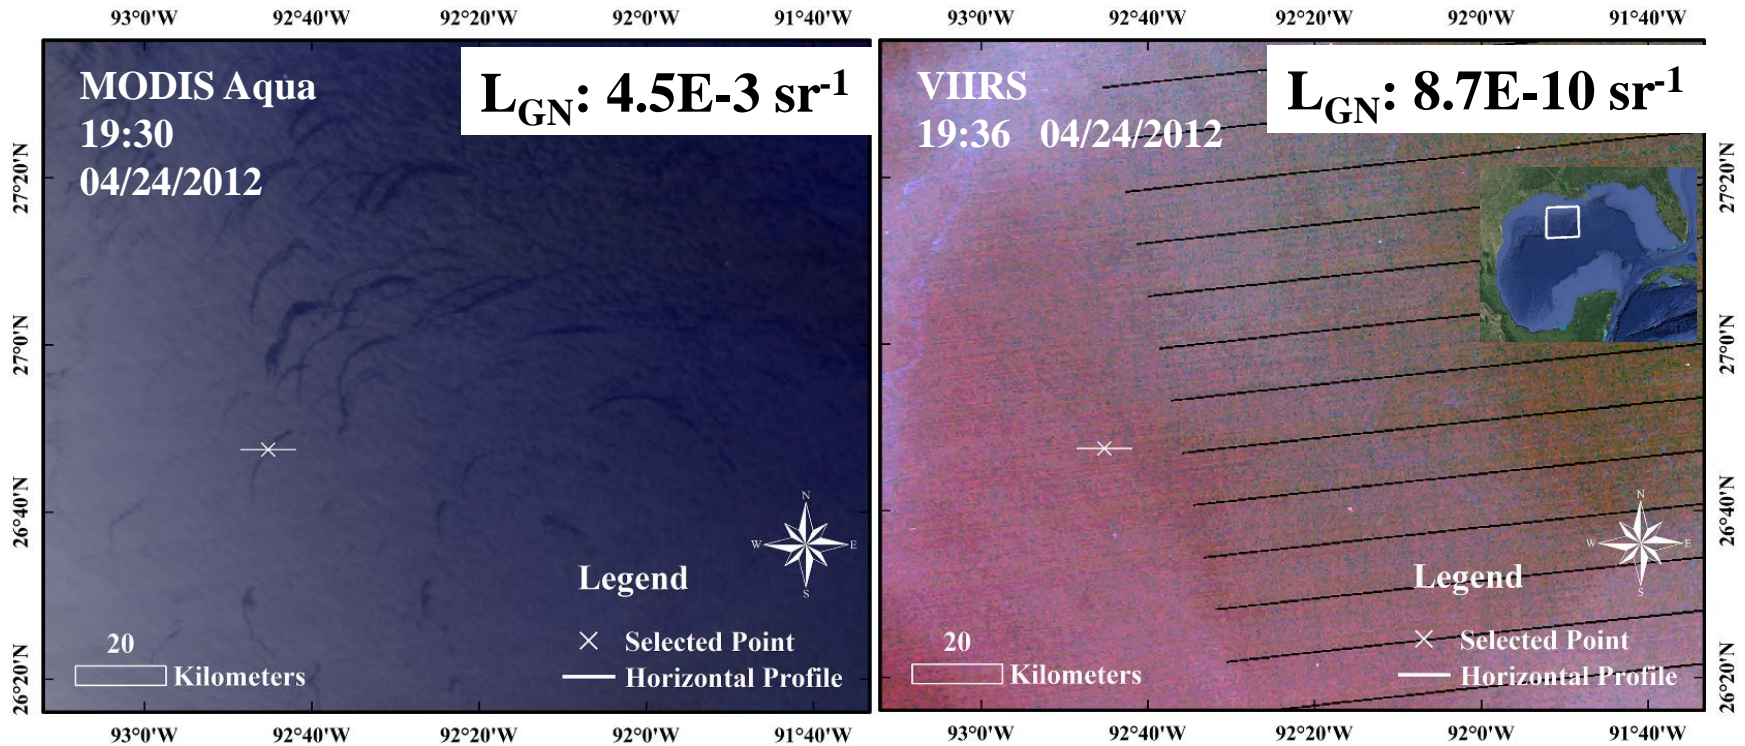 93°0'W 92°40'W 92°20'W 92°0'W 91°40'W
MODIS Aqua
19:30
04/24/2012
L_GN: 4.5E-3 sr^-1
27°20'N
27°0'N
26°40'N
26°20'N
N
W E
S
Legend
20
Kilometers
Selected Point
Horizontal Profile
93°0'W 92°40'W 92°20'W 92°0'W 91°40'W
93°0'W 92°40'W 92°20'W 92°0'W 91°40'W
VIIRS
19:36 04/24/2012
L_GN: 8.7E-10 sr^-1
27°20'N
27°0'N
26°40'N
26°20'N
N
W E
S
Legend
20
Kilometers
Selected Point
Horizontal Profile
93°0'W 92°40'W 92°20'W 92°0'W 91°40'W